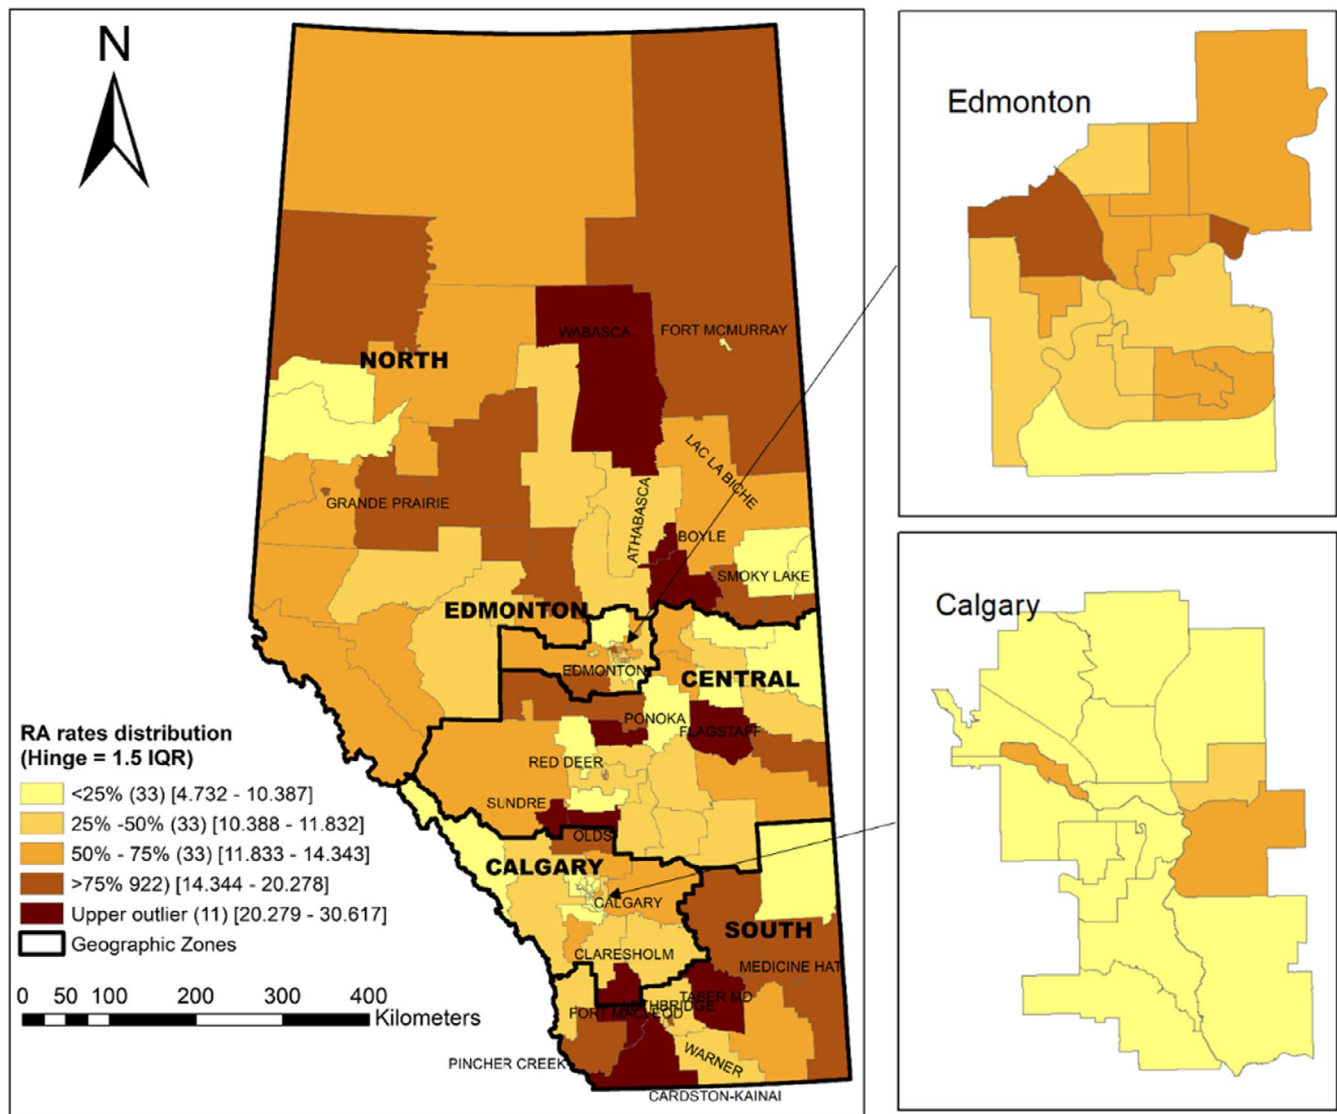 N
WABASCA
FORT MCMURRAY
NORTH
LAC LA BICHE
GRANDE PRAIRIE
ATHABASCA
BOYLE
SMOKY LAKE
EDMONTON
EDMONTON
CENTRAL
PONOKA
FLAGSTAFF
RED DEER
SUNDRE
OLDS
CALGARY
CALGARY
SOUTH
CLARESHOLM
MEDICINE HAT
TABER MD
FORT MACLEOD
WARNER
PINCHER CREEK
CARDSTON-KAINAI
RA rates distribution
(Hinge = 1.5 IQR)
<25% (33) [4.732 - 10.387]
25% -50% (33) [10.388 - 11.832]
50% - 75% (33) [11.833 - 14.343]
>75% 922) [14.344 - 20.278]
Upper outlier (11) [20.279 - 30.617]
Geographic Zones
0 50 100 200 300 400
Kilometers
Edmonton
Calgary